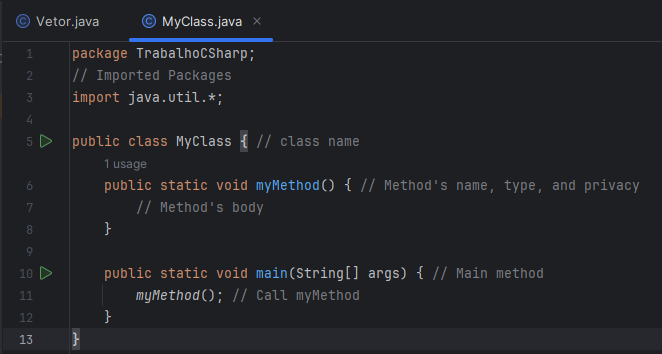 Vetor.java MyClass.java
1 package TrabalhoCSharp;
2 // Imported Packages
3 import java.util.*;
4
5 public class MyClass { // class name
1 usage
6 public static void myMethod() { // Method's name, type, and privacy
7 // Method's body
8 }
9
10 public static void main(String[] args) { // Main method
11 myMethod(); // Call myMethod
12 }
13 }